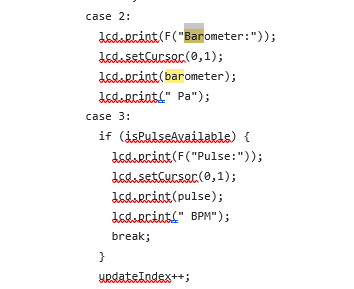 case 2:
lcd.print(F("Barometer:"));
lcd.setCursor(0,1);
lcd.print(barometer);
lcd.print(" Pa");
case 3:
if (isPulseAvailable) {
lcd.print(F("Pulse:"));
lcd.setCursor(0,1);
lcd.print(pulse);
lcd.print(" BPM");
break;
}
updateIndex++;